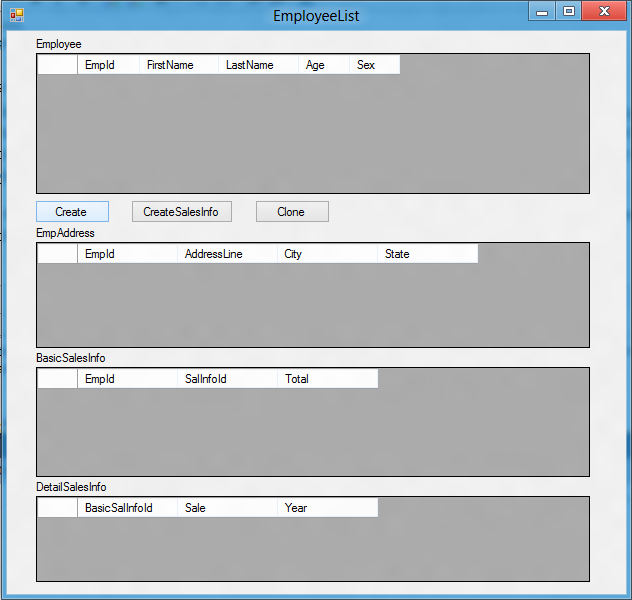 EmployeeList
Employee
EmpId FirstName LastName Age Sex
Create CreateSalesInfo Clone
EmpAddress
EmpId AddressLine City State
BasicSalesInfo
EmpId SalInfoId Total
DetailSalesInfo
BasicSalInfoId Sale Year